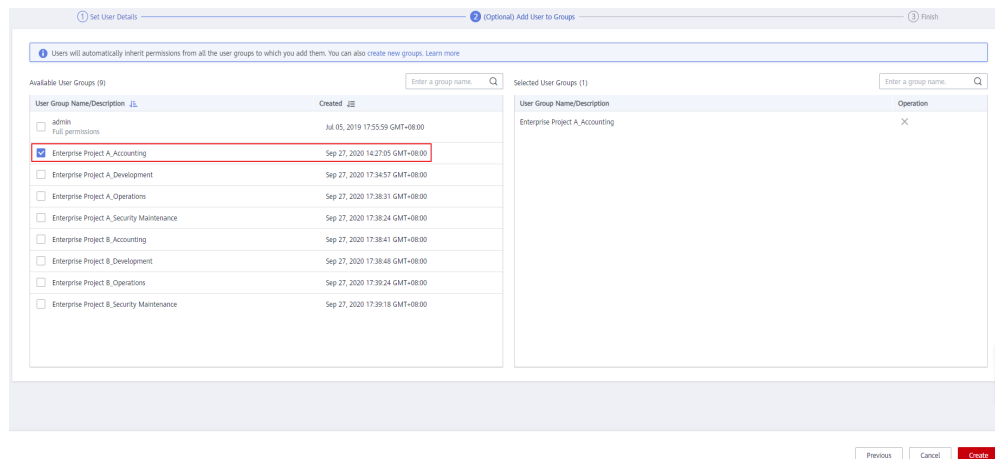 1 Set User Details
2 (Optional) Add User to Groups
3 Finish
Users will automatically inherit permissions from all the user groups to which you add them. You can also create new groups. Learn more
Available User Groups (9)
Enter a group name.
Selected User Groups (1)
Enter a group name.
User Group Name/Description
Created
User Group Name/Description
Operation
admin
Full permissions
Jul 05, 2019 17:55:59 GMT+08:00
Enterprise Project A_Accounting
Enterprise Project A_Accounting
Sep 27, 2020 14:27:05 GMT+08:00
Enterprise Project A_Development
Sep 27, 2020 17:34:57 GMT+08:00
Enterprise Project A_Operations
Sep 27, 2020 17:38:31 GMT+08:00
Enterprise Project A_Security Maintenance
Sep 27, 2020 17:38:24 GMT+08:00
Enterprise Project B_Accounting
Sep 27, 2020 17:38:41 GMT+08:00
Enterprise Project B_Development
Sep 27, 2020 17:38:48 GMT+08:00
Enterprise Project B_Operations
Sep 27, 2020 17:39:24 GMT+08:00
Enterprise Project B_Security Maintenance
Sep 27, 2020 17:39:18 GMT+08:00
Previous
Cancel
Create